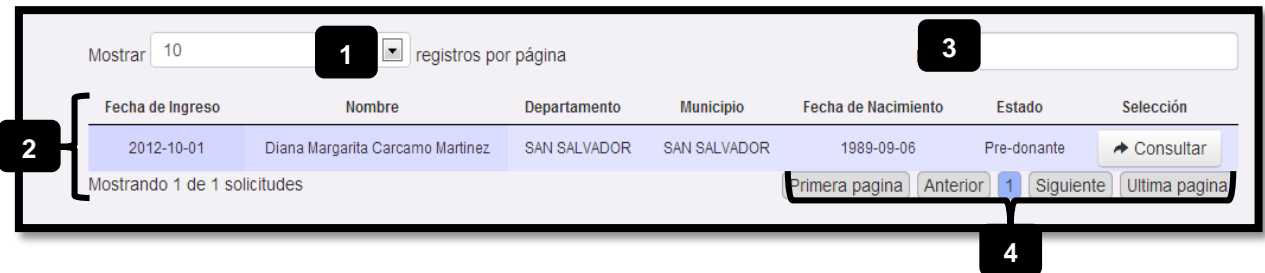 Mostrar 10 1 registros por página 3
Fecha de Ingreso Nombre Departamento Municipio Fecha de Nacimiento Estado Selección
2 2012-10-01 Diana Margarita Carcamo Martinez SAN SALVADOR SAN SALVADOR 1989-09-06 Pre-donante Consultar
Mostrando 1 de 1 solicitudes Primera pagina Anterior 1 Siguiente Ultima pagina
4